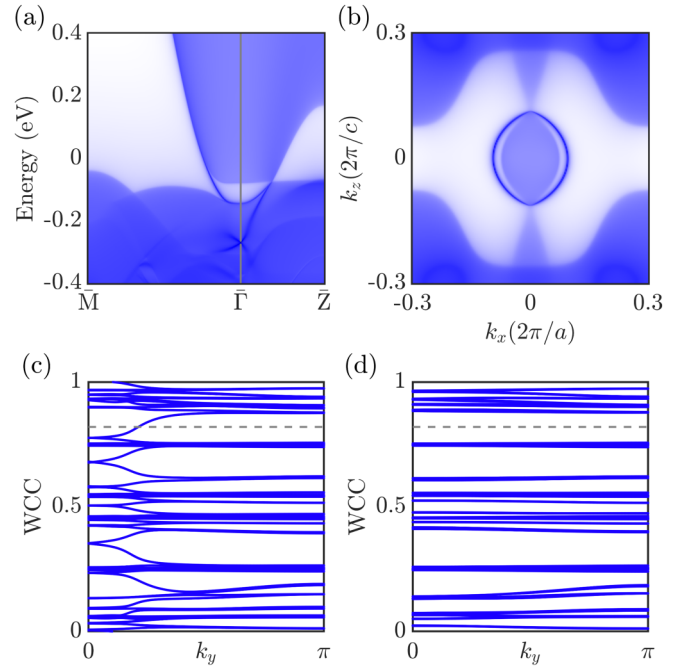 (a)
(b)
0.4
0.2
0
-0.2
-0.4
Energy (eV)
M̄
Γ̄
Z̄
0.3
0
-0.3
k_z(2π/c)
-0.3
0
0.3
k_x(2π/a)
(c)
(d)
1
0.5
0
WCC
0
k_y
π
1
0.5
0
WCC
0
k_y
π